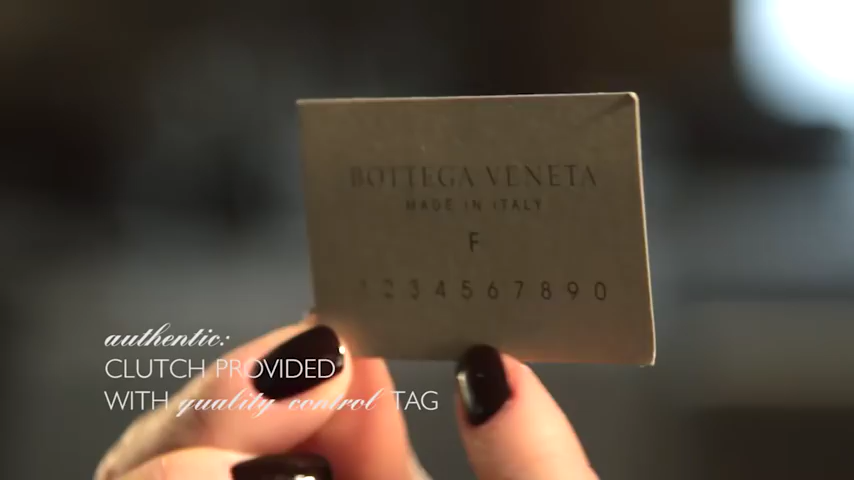 BOTTEGA VENETA
MADE IN ITALY
F
1234567890
authentic:
CLUTCH PROVIDED
WITH quality control TAG